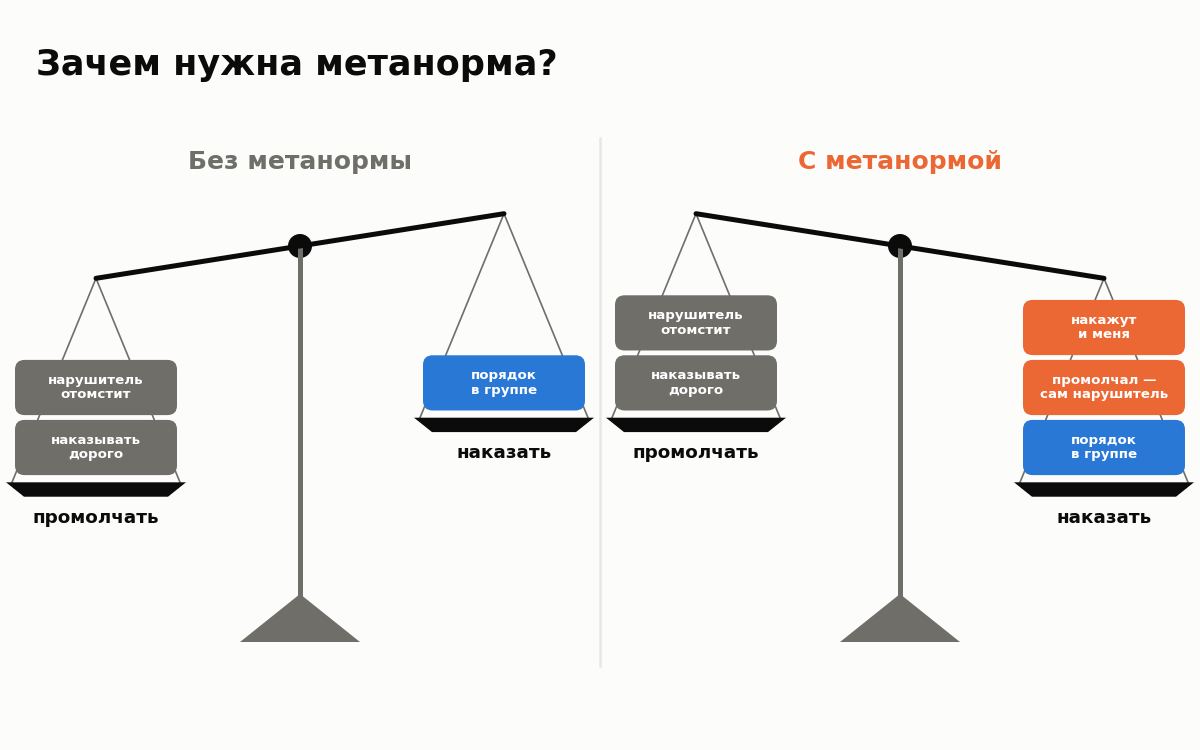 Зачем нужна метанорма?
Без метанормы
нарушитель
отомстит
наказывать
дорого
промолчать
порядок
в группе
наказать
С метанормой
нарушитель
отомстит
наказывать
дорого
промолчать
накажут
и меня
промолчал —
сам нарушитель
порядок
в группе
наказать